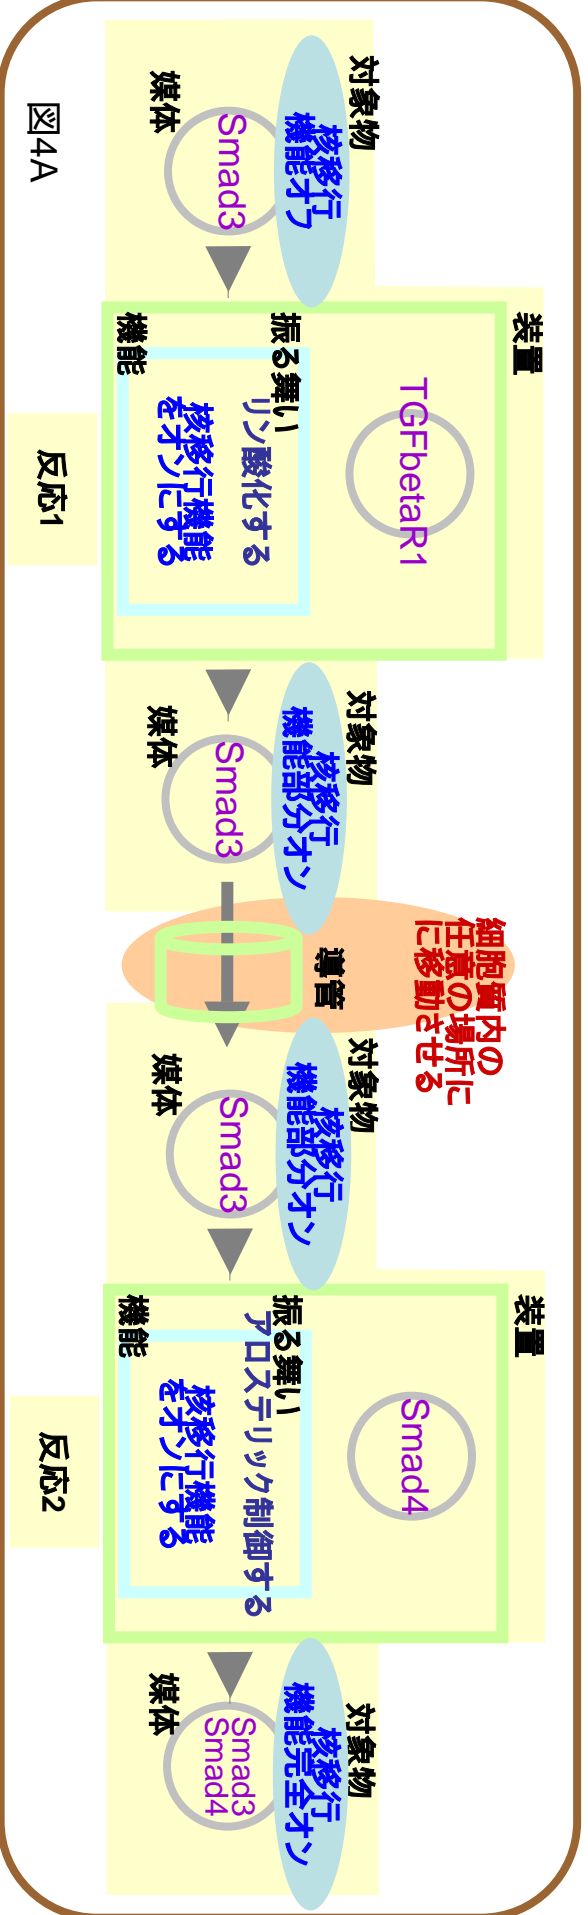 図4A
対象物
核移行
機能オフ
Smad3
媒体
装置
TGFbetaR1
振る舞い
リン酸化する
核移行機能
をオンにする
機能
反応1
対象物
核移行
機能部分オン
Smad3
媒体
細胞質内の
任意の場所に
に移動させる
導管
対象物
核移行
機能部分オン
Smad3
媒体
装置
Smad4
振る舞い
アロステリック制御する
核移行機能
をオンにする
機能
反応2
対象物
核移行
機能完全オン
Smad3
Smad4
媒体